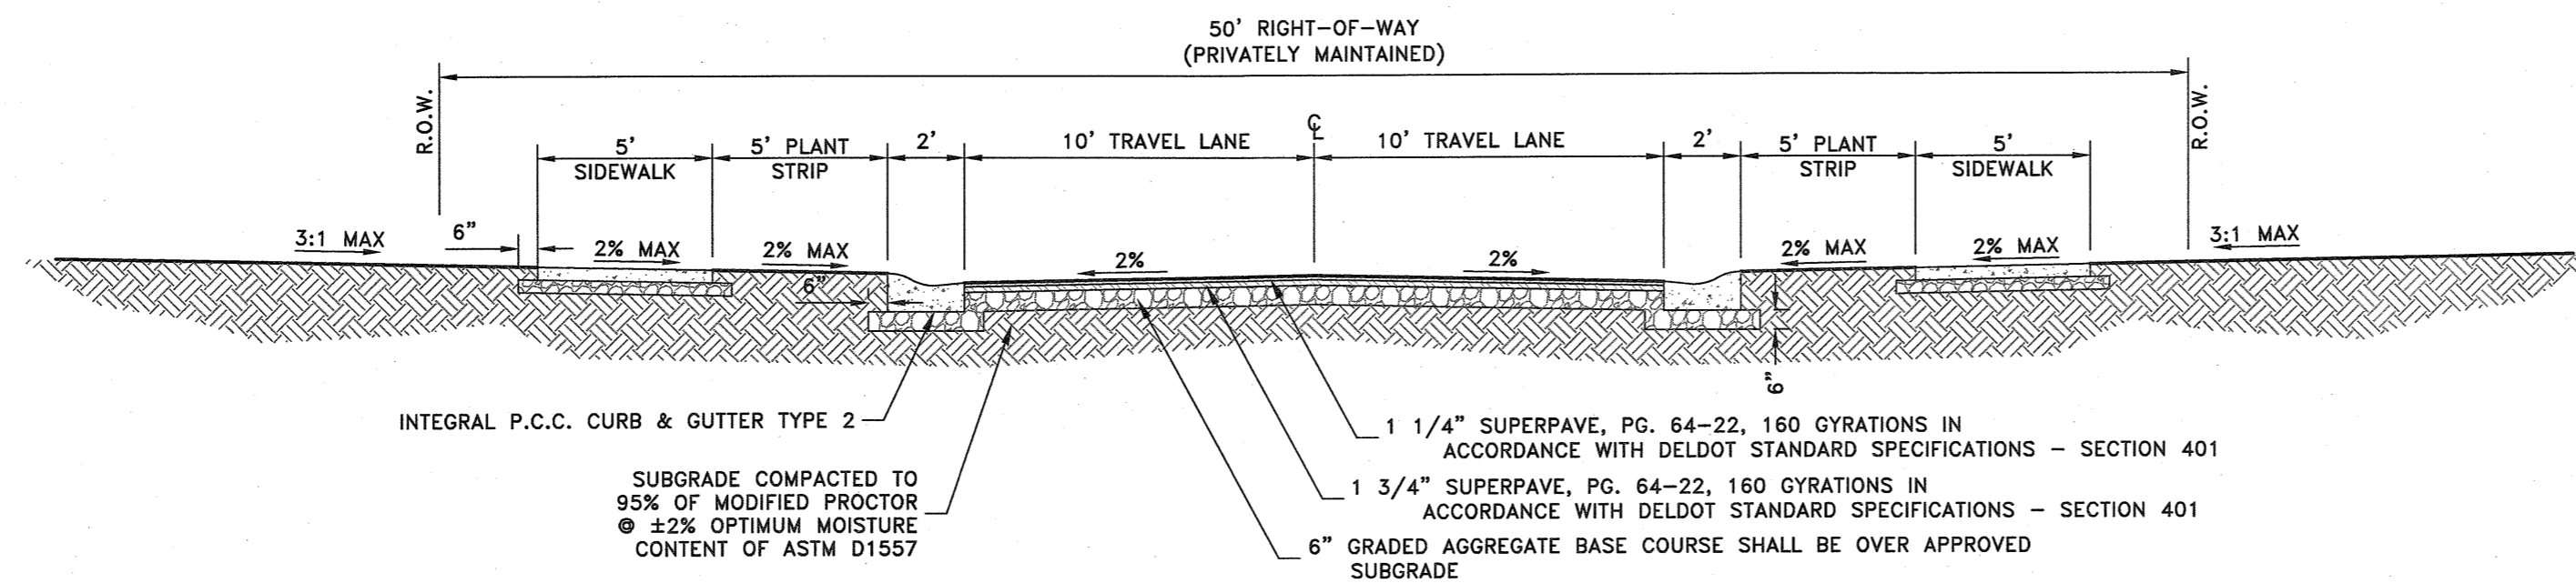 50' RIGHT-OF-WAY
(PRIVATELY MAINTAINED)
R.O.W.
R.O.W.
5'
SIDEWALK
5' PLANT
STRIP
2'
10' TRAVEL LANE
℄
10' TRAVEL LANE
2'
5' PLANT
STRIP
5'
SIDEWALK
3:1 MAX
6"
2% MAX
2% MAX
6"
2%
2%
2% MAX
2% MAX
3:1 MAX
6"
INTEGRAL P.C.C. CURB & GUTTER TYPE 2
SUBGRADE COMPACTED TO
95% OF MODIFIED PROCTOR
@ ±2% OPTIMUM MOISTURE
CONTENT OF ASTM D1557
1 1/4" SUPERPAVE, PG. 64-22, 160 GYRATIONS IN
ACCORDANCE WITH DELDOT STANDARD SPECIFICATIONS - SECTION 401
1 3/4" SUPERPAVE, PG. 64-22, 160 GYRATIONS IN
ACCORDANCE WITH DELDOT STANDARD SPECIFICATIONS - SECTION 401
6" GRADED AGGREGATE BASE COURSE SHALL BE OVER APPROVED
SUBGRADE